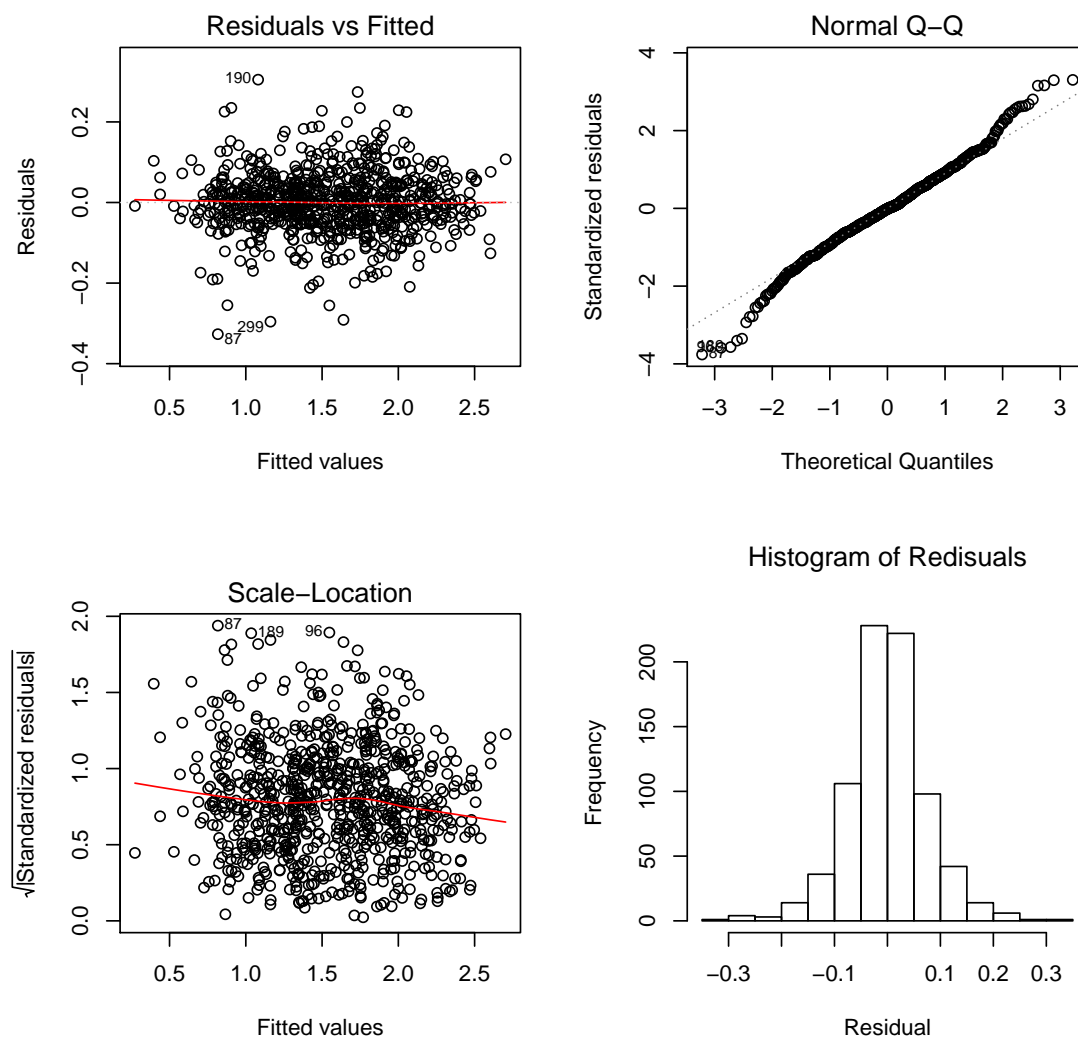 Residuals vs Fitted
Residuals
0.2
0.0
−0.2
−0.4
190
299
87
0.5 1.0 1.5 2.0 2.5
Fitted values
Normal Q−Q
Standardized residuals
4
2
0
−2
−4
87
−3 −2 −1 0 1 2 3
Theoretical Quantiles
Scale−Location
√|Standardized residuals|
2.0
1.5
1.0
0.5
0.0
87
189
96
0.5 1.0 1.5 2.0 2.5
Fitted values
Histogram of Redisuals
Frequency
200
150
100
50
0
−0.3 −0.1 0.1 0.2 0.3
Residual